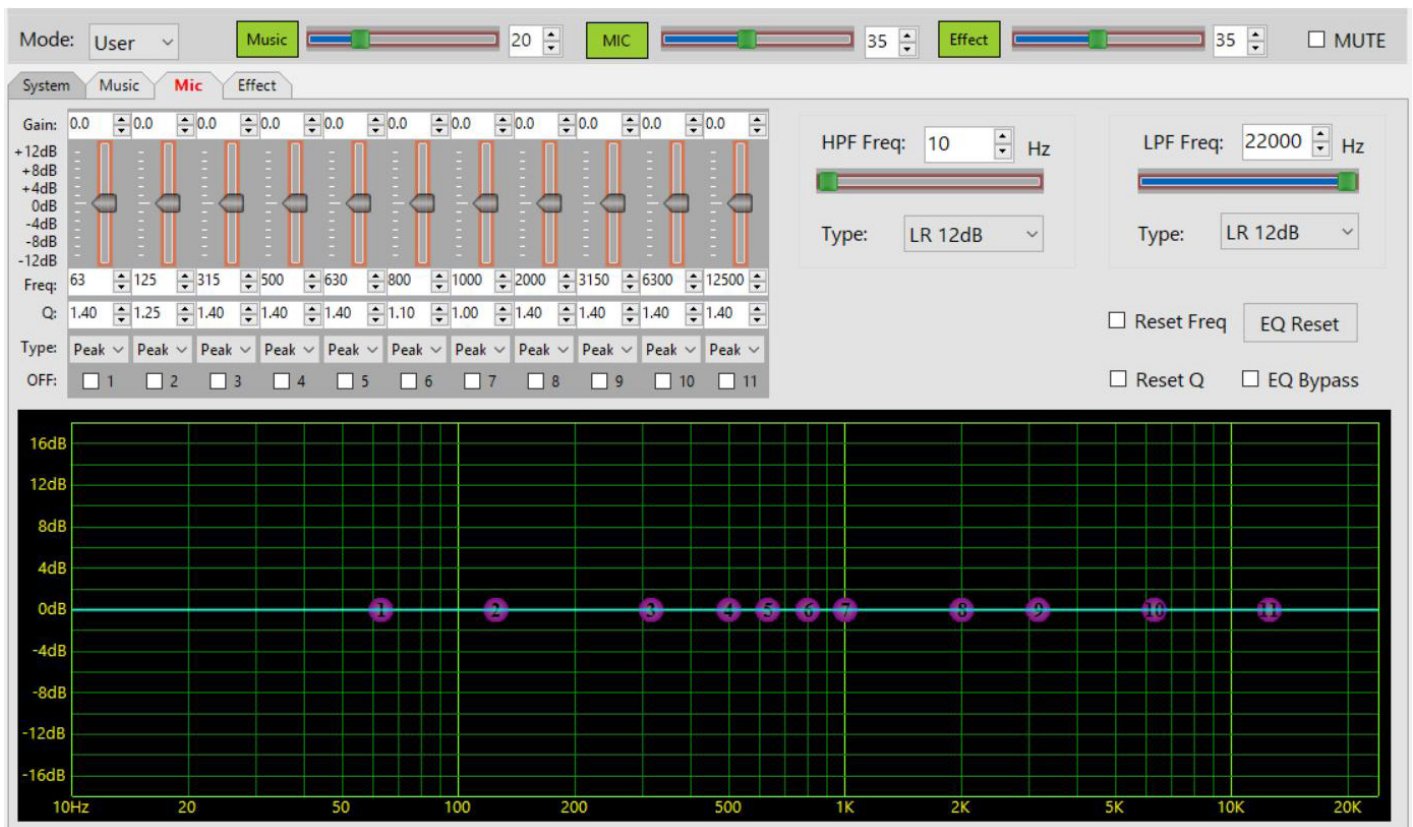 Mode: User Music 20 MIC 35 Effect 35 MUTE
System Music Mic Effect
Gain: 0.0 0.0 0.0 0.0 0.0 0.0 0.0 0.0 0.0 0.0 0.0
+12dB
+8dB
+4dB
0dB
-4dB
-8dB
-12dB
Freq: 63 125 315 500 630 800 1000 2000 3150 6300 12500
Q: 1.40 1.25 1.40 1.40 1.40 1.10 1.00 1.40 1.40 1.40 1.40
Type: Peak Peak Peak Peak Peak Peak Peak Peak Peak Peak Peak
OFF: 1 2 3 4 5 6 7 8 9 10 11
HPF Freq: 10 Hz
Type: LR 12dB
LPF Freq: 22000 Hz
Type: LR 12dB
Reset Freq EQ Reset
Reset Q EQ Bypass
16dB
12dB
8dB
4dB
0dB 1 2 3 4 5 6 7 8 9 10 11
-4dB
-8dB
-12dB
-16dB
10Hz 20 50 100 200 500 1K 2K 5K 10K 20K